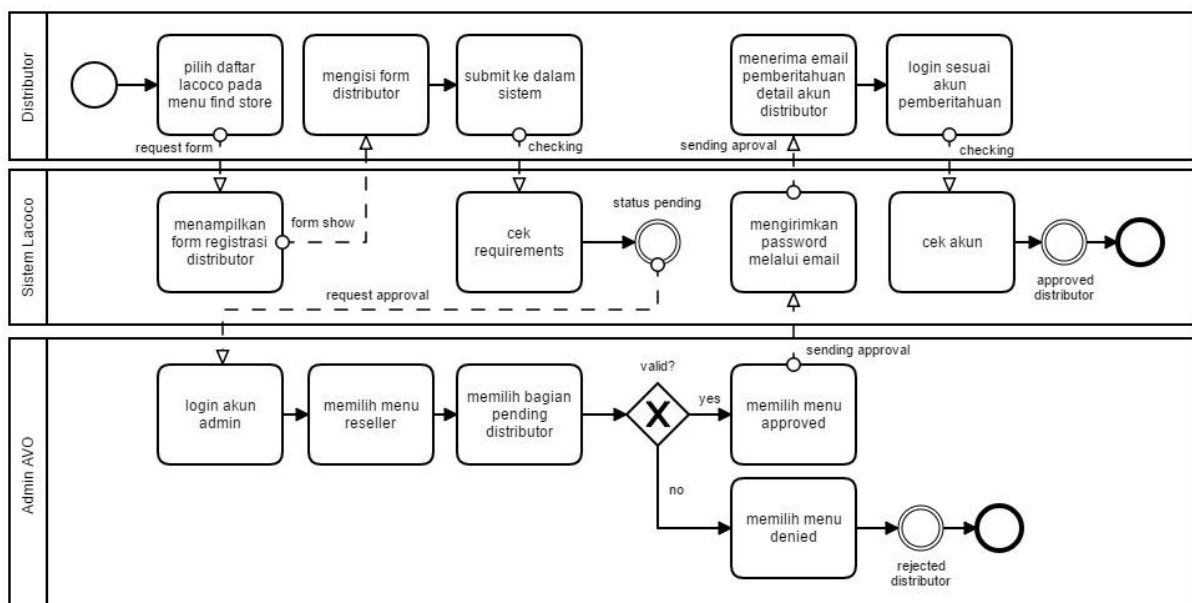 Distributor
pilih daftar
lacoco pada
menu find store
mengisi form
distributor
submit ke dalam
sistem
menerima email
pemberitahuan
detail akun
distributor
login sesuai
akun
pemberitahuan
request form
checking
sending aproval
checking
Sistem Lacoco
menampilkan
form registrasi
distributor
form show
cek
requirements
status pending
mengirimkan
password
melalui email
cek akun
approved
distributor
request approval
sending approval
Admin AVO
login akun
admin
memilih menu
reseller
memilih bagian
pending
distributor
valid?
X
yes
memilih menu
approved
no
memilih menu
denied
rejected
distributor